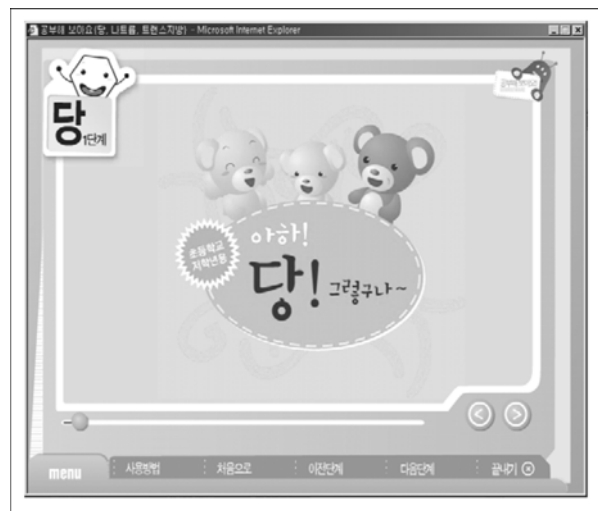 공부해 보아요(당, 나트륨, 트랜스지방) - Microsoft Internet Explorer
당
1단계
아하!
초등학교
저학년용
당! 그렇구나~
menu
사용방법
처음으로
이전단계
다음단계
끝내기